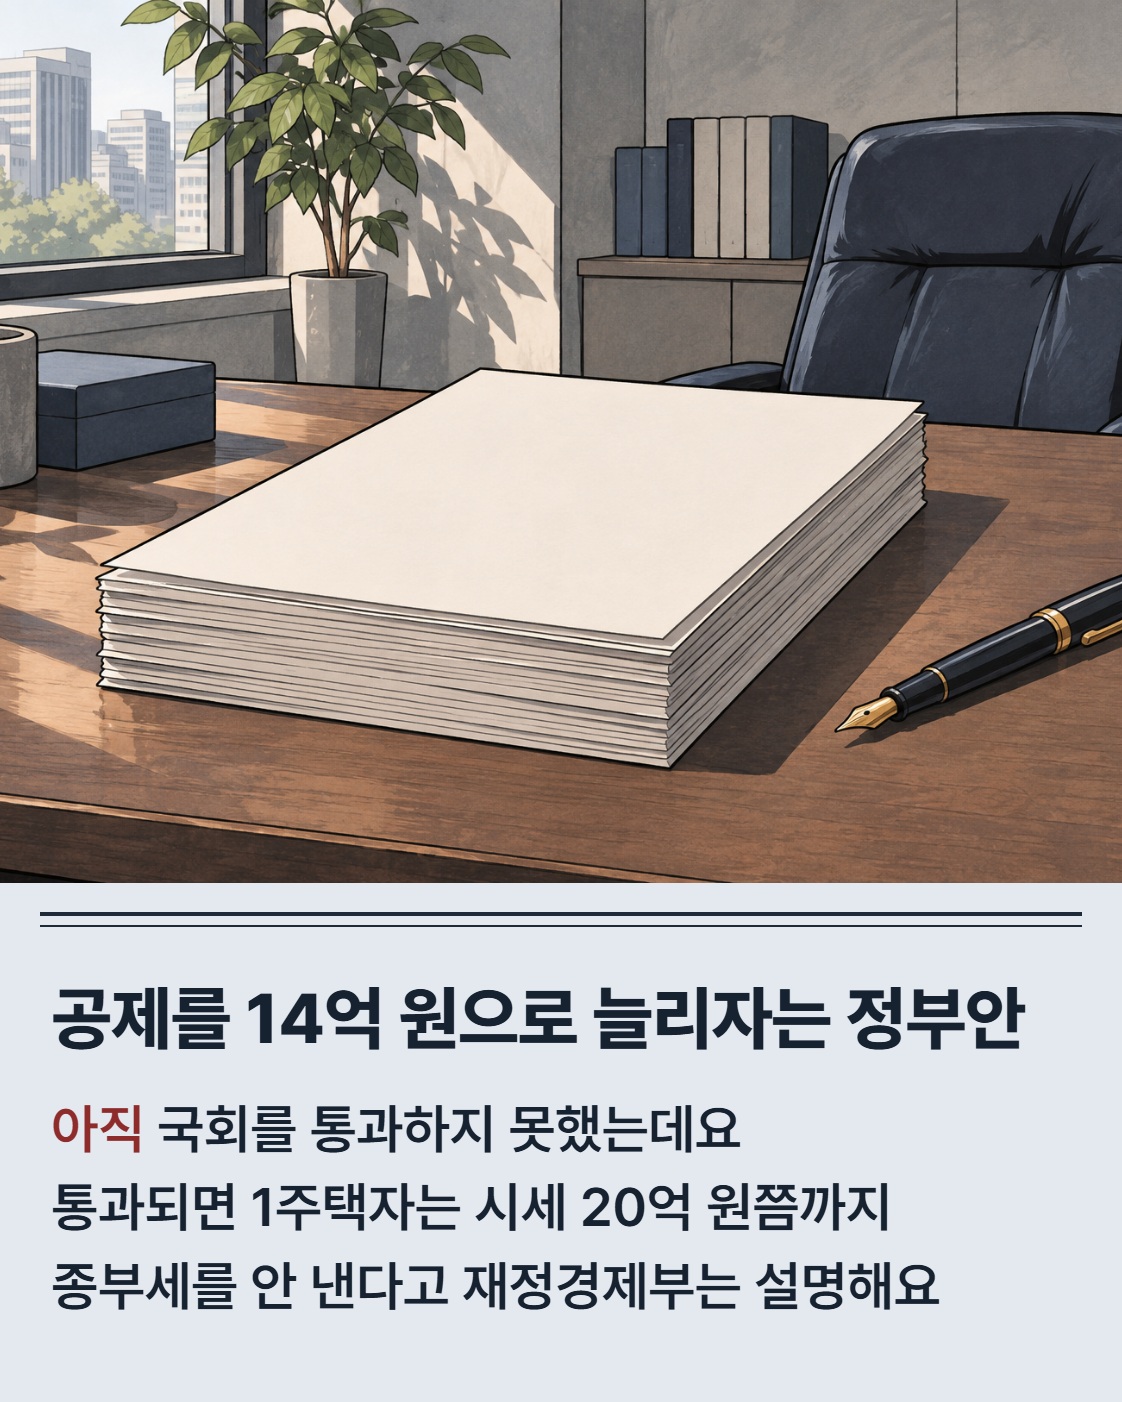 공제를 14억 원으로 늘리자는 정부안
아직 국회를 통과하지 못했는데요
통과되면 1주택자는 시세 20억 원쯤까지
종부세를 안 낸다고 재정경제부는 설명해요